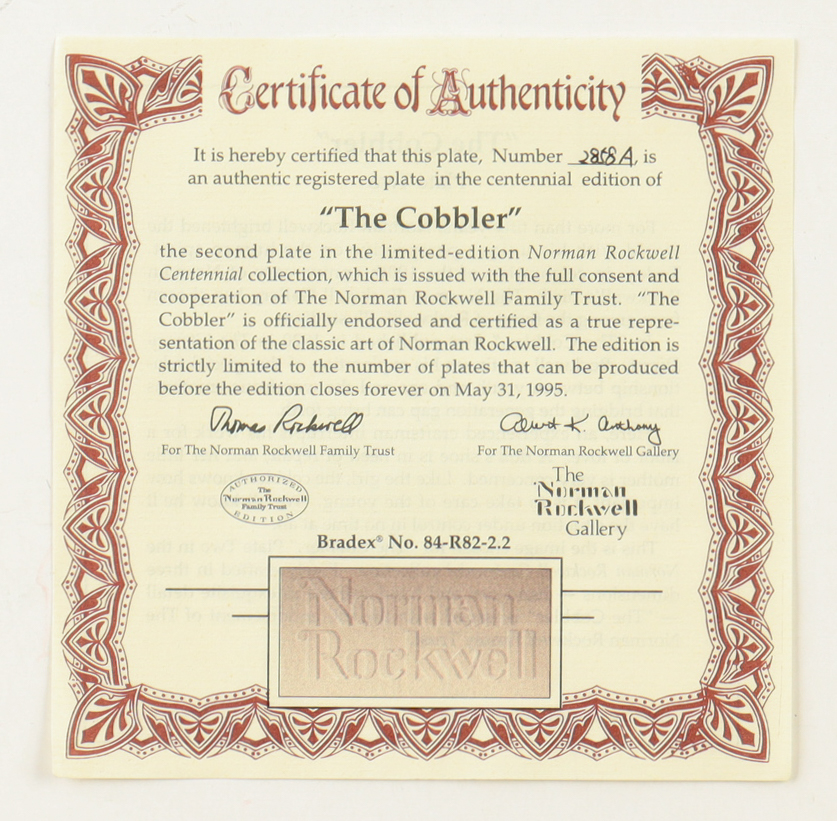 Certificate of Authenticity
It is hereby certified that this plate, Number 2868A, is
an authentic registered plate in the centennial edition of
“The Cobbler”
the second plate in the limited-edition Norman Rockwell
Centennial collection, which is issued with the full consent and
cooperation of The Norman Rockwell Family Trust. “The
Cobbler” is officially endorsed and certified as a true repre-
sentation of the classic art of Norman Rockwell. The edition is
strictly limited to the number of plates that can be produced
before the edition closes forever on May 31, 1995.
Thomas Rockwell
For The Norman Rockwell Family Trust
K. Anthony
For The Norman Rockwell Gallery
AUTHORIZED
The
Norman Rockwell
Family Trust
EDITION
The
Norman
Rockwell
Gallery
Bradex® No. 84-R82-2.2
Norman
Rockwell